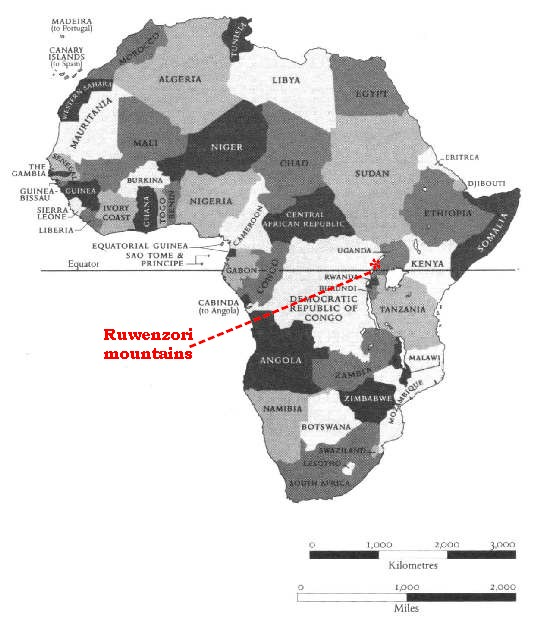 MADEIRA
(to Portugal)
CANARY
ISLANDS
(to Spain)
MOROCCO
TUNISIA
ALGERIA
LIBYA
EGYPT
WESTERN SAHARA
MAURITANIA
MALI
NIGER
CHAD
SUDAN
ERITREA
DJIBOUTI
THE
GAMBIA
SENEGAL
GUINEA-
BISSAU
GUINEA
SIERRA
LEONE
LIBERIA
IVORY
COAST
BURKINA
GHANA
TOGO
BENIN
NIGERIA
CAMEROON
CENTRAL
AFRICAN REPUBLIC
ETHIOPIA
SOMALIA
EQUATORIAL GUINEA
SAO TOME &
PRINCIPE
UGANDA
KENYA
Equator
GABON
CONGO
RWANDA
BURUNDI
DEMOCRATIC
REPUBLIC OF
CONGO
TANZANIA
CABINDA
(to Angola)
Ruwenzori
mountains
ANGOLA
ZAMBIA
MALAWI
MOZAMBIQUE
ZIMBABWE
NAMIBIA
BOTSWANA
SWAZILAND
LESOTHO
SOUTH AFRICA
0 1,000 2,000 3,000
Kilometres
0 1,000 2,000
Miles